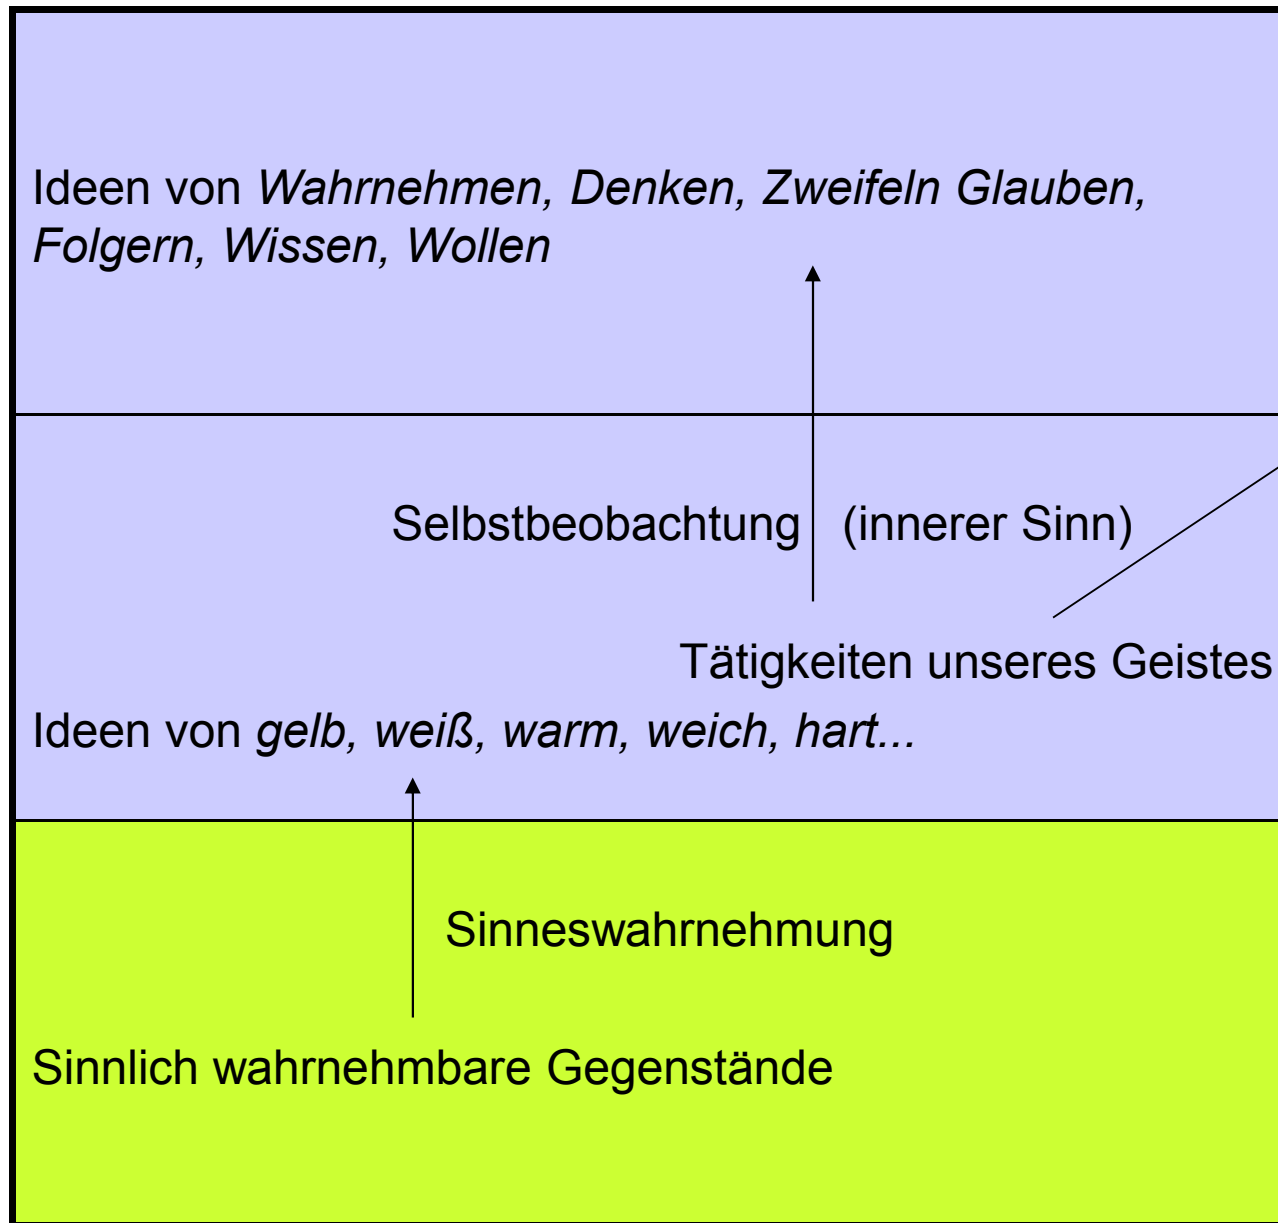 Ideen von Wahrnehmen, Denken, Zweifeln Glauben,
Folgern, Wissen, Wollen
Selbstbeobachtung (innerer Sinn)
Tätigkeiten unseres Geistes
Ideen von gelb, weiß, warm, weich, hart...
Sinneswahrnehmung
Sinnlich wahrnehmbare Gegenstände